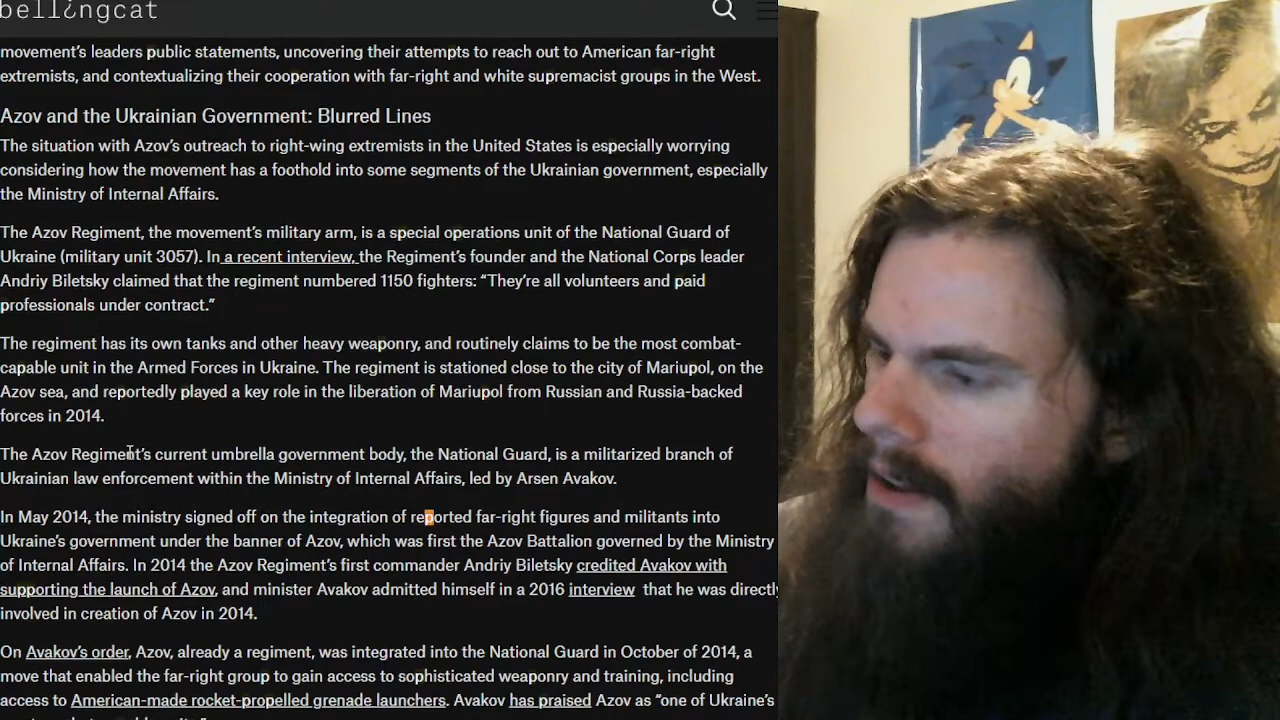 bellingcat
movement's leaders public statements, uncovering their attempts to reach out to American far-right
extremists, and contextualizing their cooperation with far-right and white supremacist groups in the West.
Azov and the Ukrainian Government: Blurred Lines
The situation with Azov's outreach to right-wing extremists in the United States is especially worrying
considering how the movement has a foothold into some segments of the Ukrainian government, especially
the Ministry of Internal Affairs.
The Azov Regiment, the movement's military arm, is a special operations unit of the National Guard of
Ukraine (military unit 3057). In a recent interview, the Regiment's founder and the National Corps leader
Andriy Biletsky claimed that the regiment numbered 1150 fighters: “They're all volunteers and paid
professionals under contract.”
The regiment has its own tanks and other heavy weaponry, and routinely claims to be the most combat-
capable unit in the Armed Forces in Ukraine. The regiment is stationed close to the city of Mariupol, on the
Azov sea, and reportedly played a key role in the liberation of Mariupol from Russian and Russia-backed
forces in 2014.
The Azov Regiment's current umbrella government body, the National Guard, is a militarized branch of
Ukrainian law enforcement within the Ministry of Internal Affairs, led by Arsen Avakov.
In May 2014, the ministry signed off on the integration of reported far-right figures and militants into
Ukraine's government under the banner of Azov, which was first the Azov Battalion governed by the Ministry
of Internal Affairs. In 2014 the Azov Regiment's first commander Andriy Biletsky credited Avakov with
supporting the launch of Azov, and minister Avakov admitted himself in a 2016 interview that he was directly
involved in creation of Azov in 2014.
On Avakov's order, Azov, already a regiment, was integrated into the National Guard in October of 2014, a
move that enabled the far-right group to gain access to sophisticated weaponry and training, including
access to American-made rocket-propelled grenade launchers. Avakov has praised Azov as “one of Ukraine's